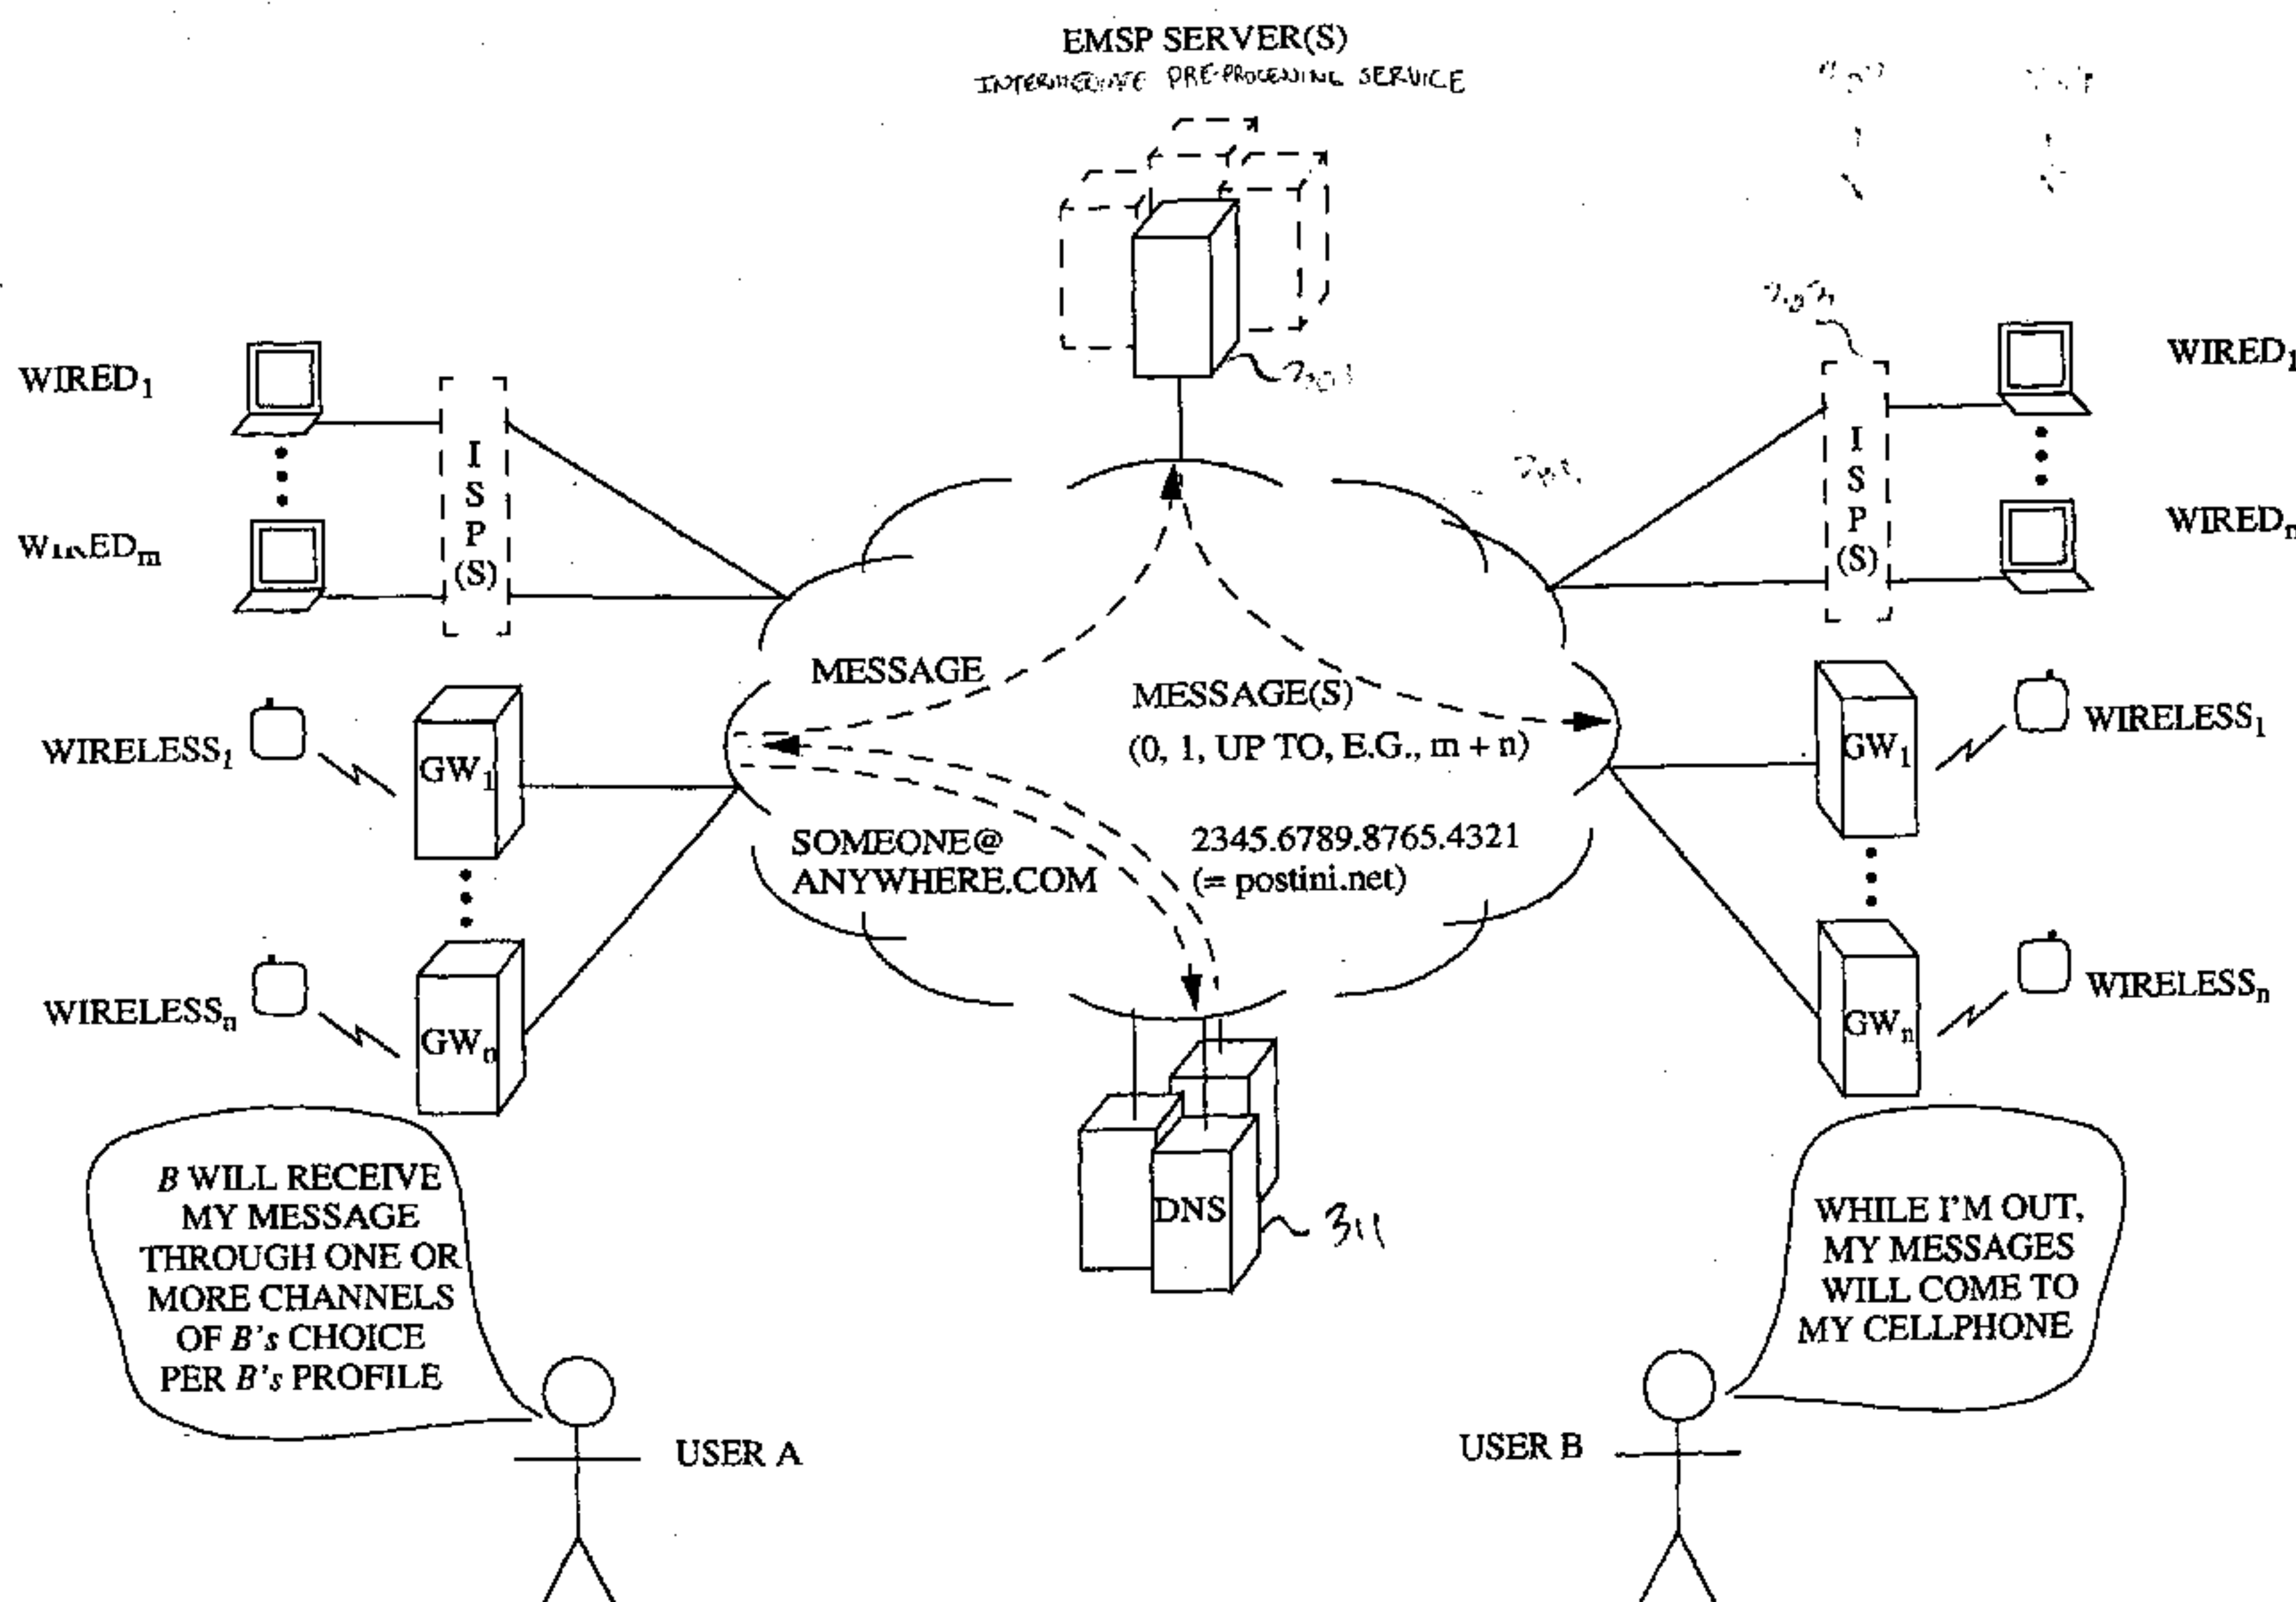 EMSP SERVER(S)
INTERMEDIATE PRE-PROCESSING SERVICE
WIRED1
WIREDm
I
S
P
(S)
WIRELESS1
GW1
WIRELESSn
GWn
MESSAGE
MESSAGE(S)
(0, 1, UP TO, E.G., m + n)
SOMEONE@
ANYWHERE.COM
2345.6789.8765.4321
(= postini.net)
DNS
311
WIRED1
I
S
P
(S)
WIREDn
WIRELESS1
GW1
WIRELESSn
GWn
B WILL RECEIVE
MY MESSAGE
THROUGH ONE OR
MORE CHANNELS
OF B's CHOICE
PER B's PROFILE
USER A
WHILE I'M OUT,
MY MESSAGES
WILL COME TO
MY CELLPHONE
USER B